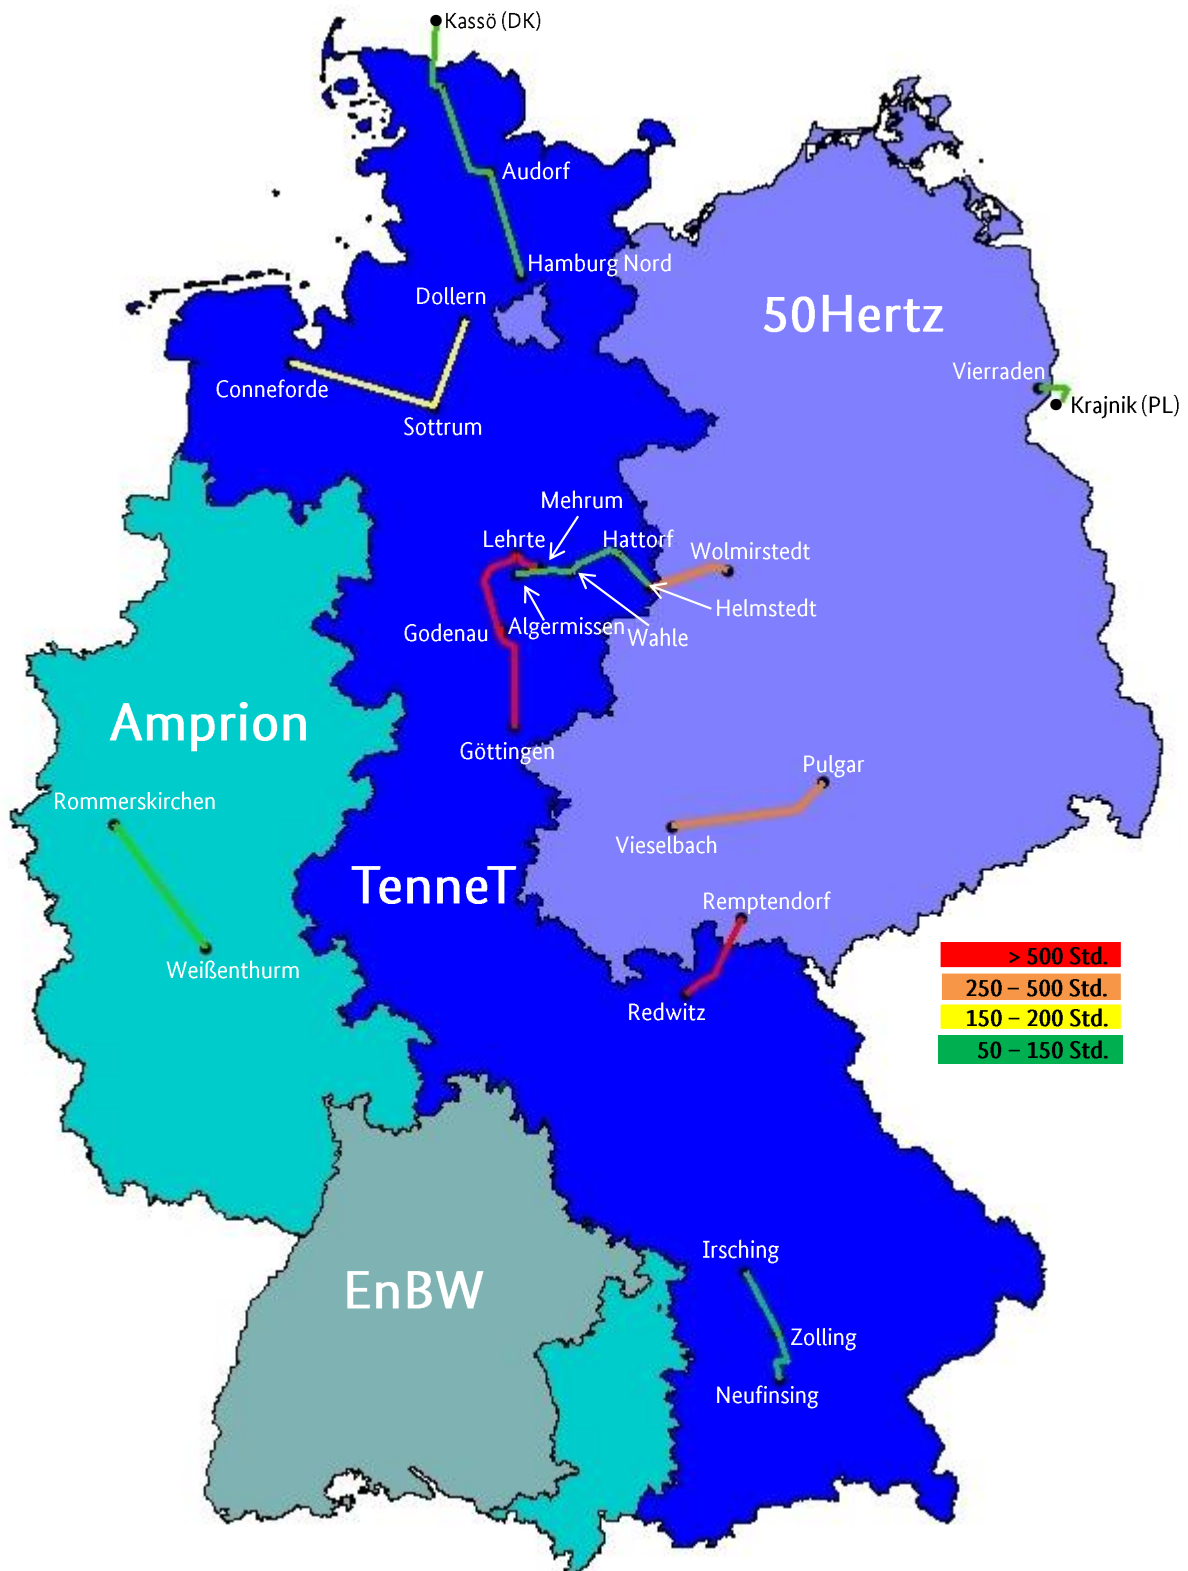 Kassö (DK)
Audorf
Hamburg Nord
Dollern
50Hertz
Vierraden
Conneforde
Krajnik (PL)
Sottrum
Mehrum
Lehrte
Hattorf
Wolmirstedt
Helmstedt
Godenau
Algermissen
Wahle
Amprion
Göttingen
Pulgar
Rommerskirchen
Vieselbach
TenneT
Remptendorf
> 500 Std.
Weißenthurm
250 – 500 Std.
Redwitz
150 – 200 Std.
50 – 150 Std.
Irsching
EnBW
Zolling
Neufinsing